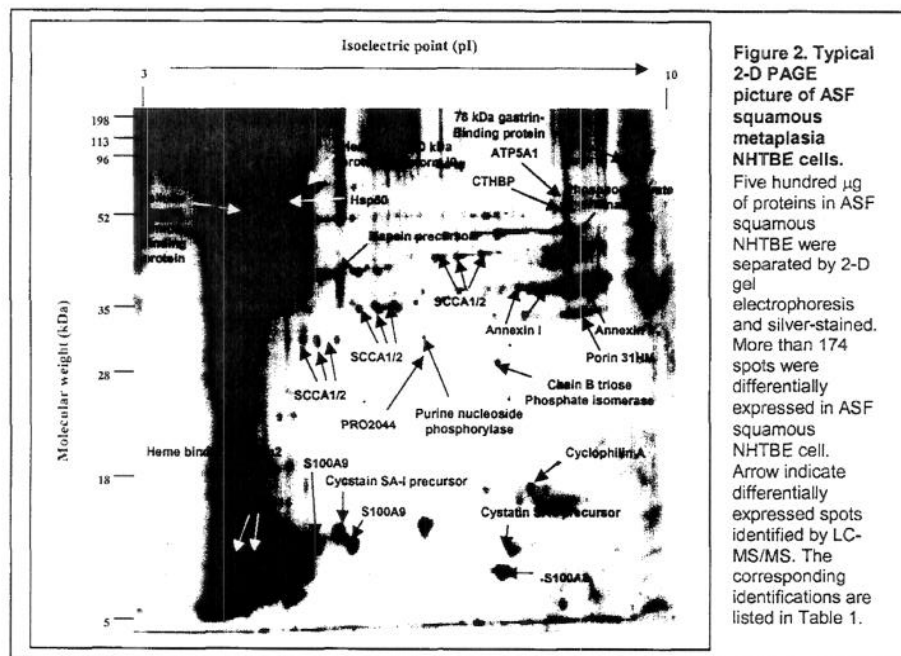 Isoelectric point (pI)
3
10
Molecular weight (kDa)
198
113
96
52
35
28
18
5
78 kDa gastrin-
Binding protein
ATP5A1
CTHBP
Hsp60
protein
precursor
SCCA1/2
Annexin I
Annexin
Porin 31HM
SCCA1/2
SCCA1/2
Chain B triose
Phosphate isomerase
PRO2044
Purine nucleoside
phosphorylase
Heme
S100A9
Cycstain SA-I precursor
S100A9
Cyclophilin A
Cystatin precursor
S100A8
Figure 2. Typical
2-D PAGE
picture of ASF
squamous
metaplasia
NHTBE cells.
Five hundred μg
of proteins in ASF
squamous
NHTBE were
separated by 2-D
gel
electrophoresis
and silver-stained.
More than 174
spots were
differentially
expressed in ASF
squamous
NHTBE cell.
Arrow indicate
differentially
expressed spots
identified by LC-
MS/MS. The
corresponding
identifications are
listed in Table 1.